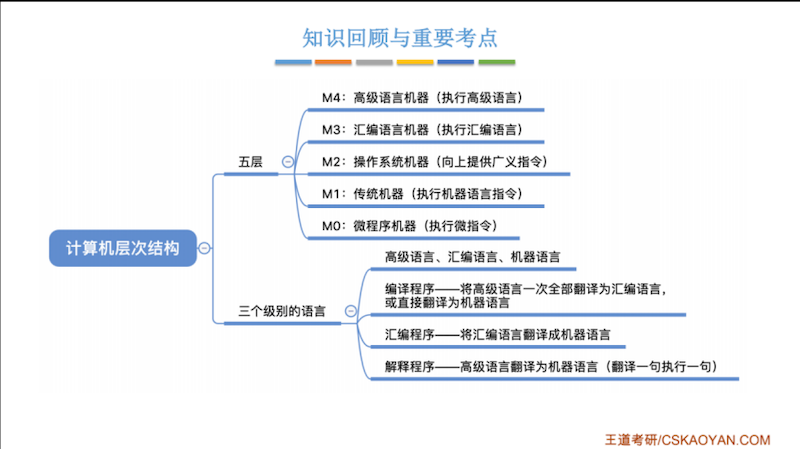 知识回顾与重要考点
计算机层次结构
五层
M4：高级语言机器（执行高级语言）
M3：汇编语言机器（执行汇编语言）
M2：操作系统机器（向上提供广义指令）
M1：传统机器（执行机器语言指令）
M0：微程序机器（执行微指令）
三个级别的语言
高级语言、汇编语言、机器语言
编译程序——将高级语言一次全部翻译为汇编语言，
或直接翻译为机器语言
汇编程序——将汇编语言翻译成机器语言
解释程序——高级语言翻译为机器语言（翻译一句执行一句）
王道考研/CSKAOYAN.COM